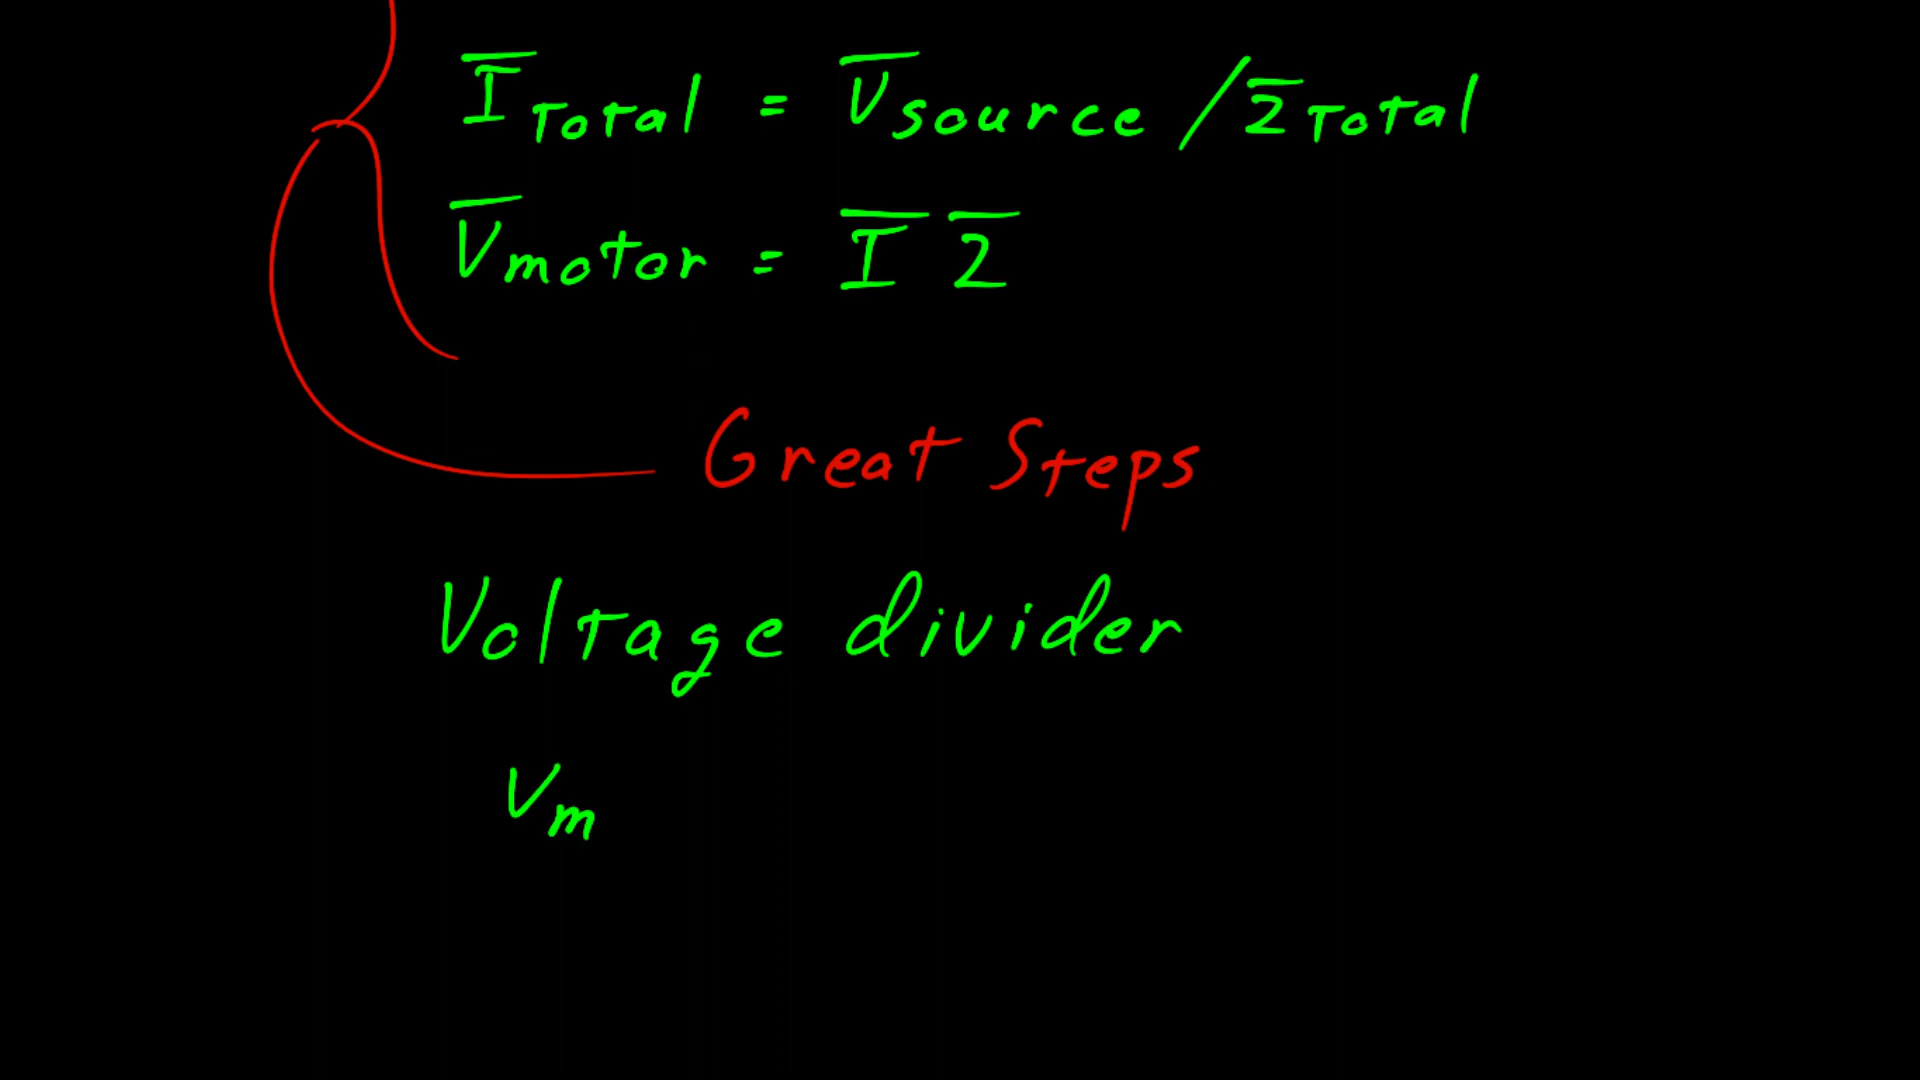 I̅ Total = V̅source / Z̅Total
V̅motor = I̅ Z̅
Great Steps
Voltage divider
Vm